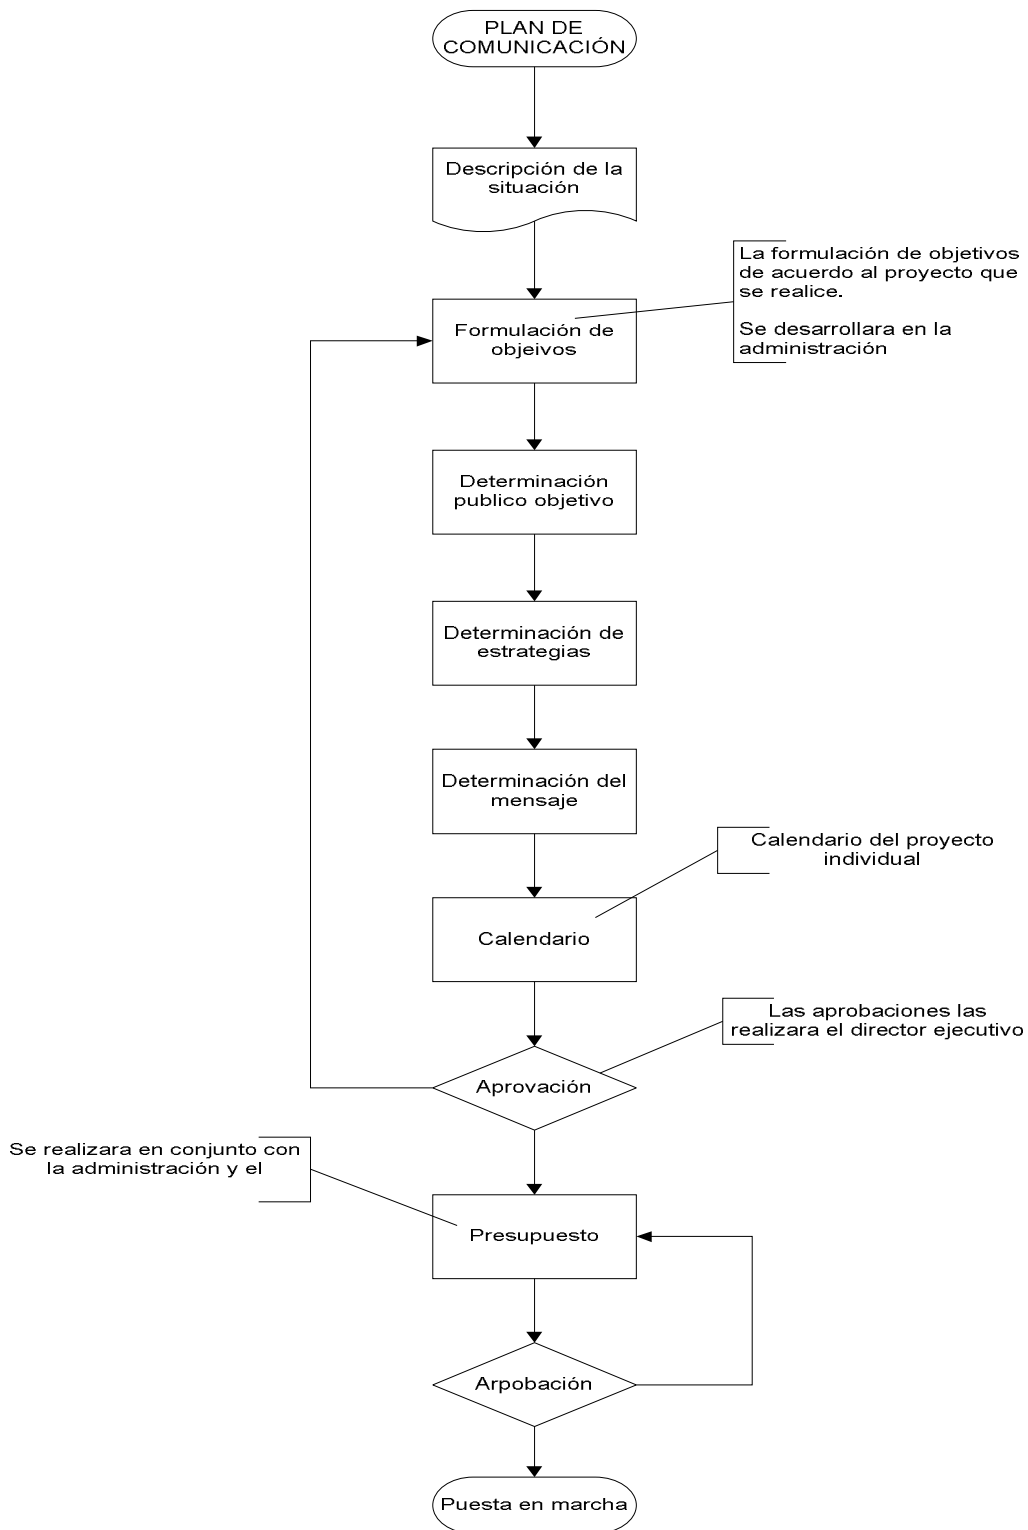 PLAN DE
COMUNICACIÓN
Descripción de la
situación
La formulación de objetivos
de acuerdo al proyecto que
se realice.
Se desarrollara en la
administración
Formulación de
objeivos
Determinación
publico objetivo
Determinación de
estrategias
Determinación del
mensaje
Calendario del proyecto
individual
Calendario
Las aprobaciones las
realizara el director ejecutivo
Aprovación
Se realizara en conjunto con
la administración y el
Presupuesto
Arpobación
Puesta en marcha